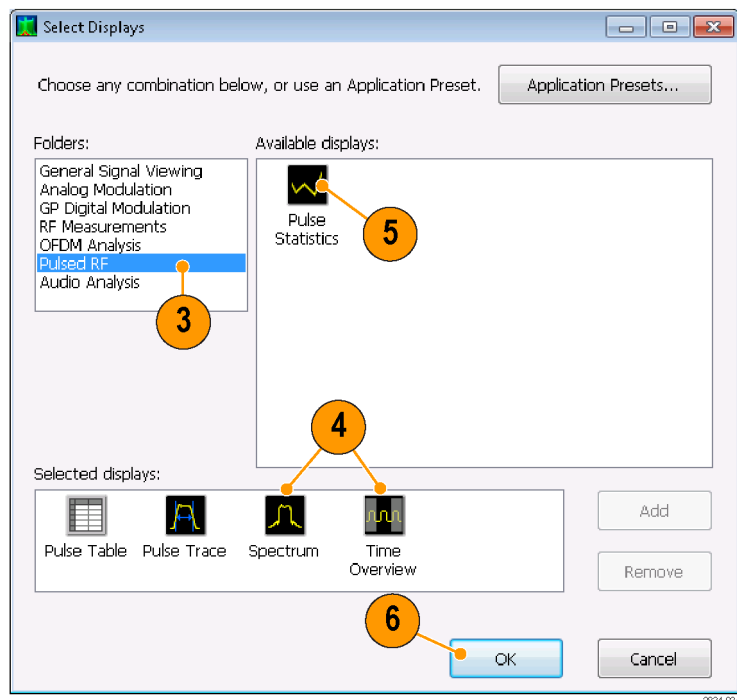 Select Displays
Choose any combination below, or use an Application Preset.
Application Presets...
Folders:
Available displays:
General Signal Viewing
Analog Modulation
GP Digital Modulation
RF Measurements
OFDM Analysis
Pulsed RF
Audio Analysis
3
Pulse
Statistics
5
4
Selected displays:
Pulse Table
Pulse Trace
Spectrum
Time
Overview
Add
Remove
6
OK
Cancel